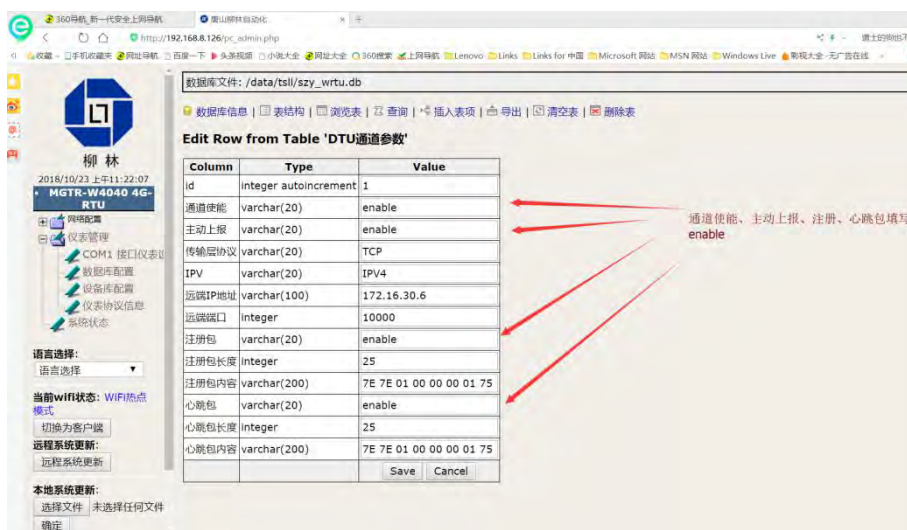 360导航_新一代安全上网导航
唐山柳林自动化
http://192.168.8.126/pc_admin.php
收藏
手机收藏夹
网址导航
百度一下
头条视频
小说大全
网址大全
360搜索
上网导航
Lenovo
Links
Links for 中国
Microsoft 网站
MSN 网站
Windows Live
影视大全-无广告在线
柳 林
2018/10/23 上午11:22:07
MGTR-W4040 4G-
RTU
网络配置
仪表管理
COM1 接口仪表
数据库配置
设备库配置
仪表协议信息
系统状态
语言选择:
语言选择
当前wifi状态: WIFI热点
模式
切换为客户端
远程系统更新:
远程系统更新
本地系统更新:
选择文件 未选择任何文件
确定
数据库文件: /data/tsll/szy_wrtu.db
数据库信息 | 表结构 | 浏览表 | 查询 | 插入表项 | 导出 | 清空表 | 删除表
Edit Row from Table 'DTU通道参数'
Column Type Value
id integer autoincrement 1
通道使能 varchar(20) enable
主动上报 varchar(20) enable
传输层协议 varchar(20) TCP
IPV varchar(20) IPV4
远端IP地址 varchar(100) 172.16.30.6
远端端口 integer 10000
注册包 varchar(20) enable
注册包长度 integer 25
注册包内容 varchar(200) 7E 7E 01 00 00 00 01 75
心跳包 varchar(20) enable
心跳包长度 integer 25
心跳包内容 varchar(200) 7E 7E 01 00 00 00 01 75
Save Cancel
通道使能、主动上报、注册、心跳包填写
enable